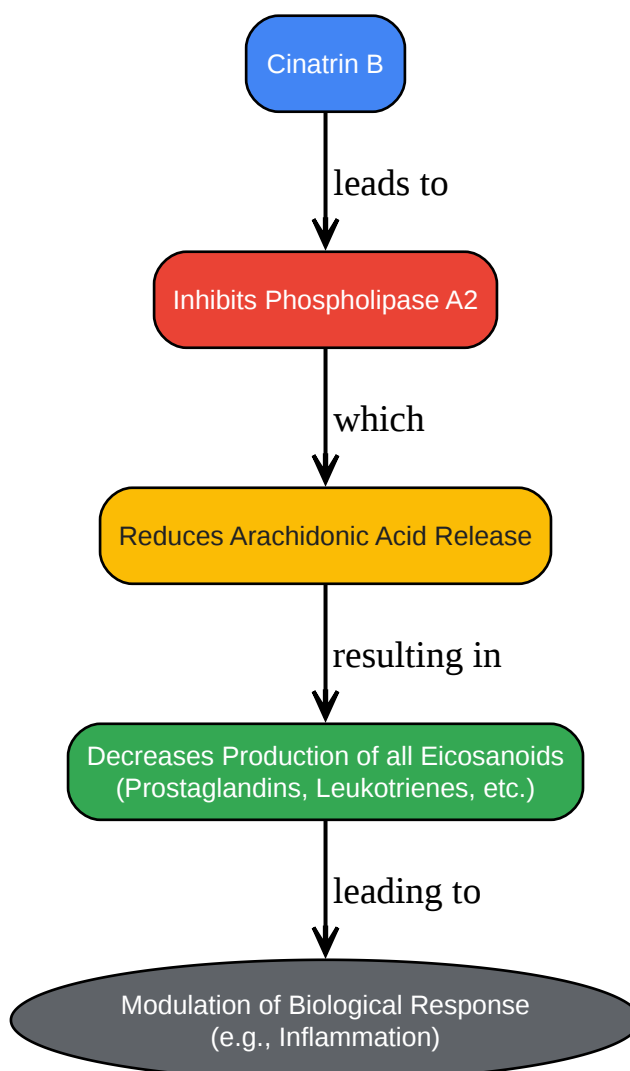 Cinatrin B
leads to
Inhibits Phospholipase A2
which
Reduces Arachidonic Acid Release
resulting in
Decreases Production of all Eicosanoids
(Prostaglandins, Leukotrienes, etc.)
leading to
Modulation of Biological Response
(e.g., Inflammation)